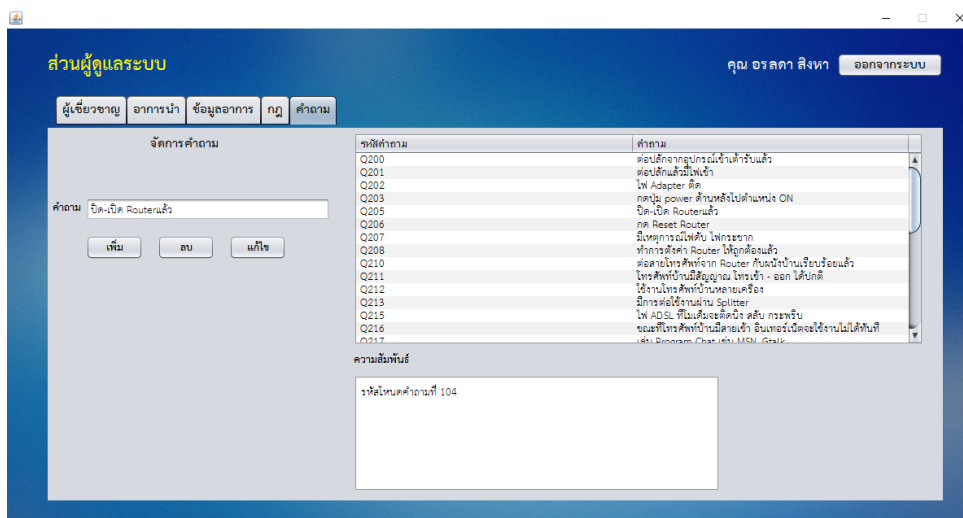 ส่วนผู้ดูแลระบบ
คุณ อรลดา สิงหา ออกจากระบบ
ผู้เชี่ยวชาญ อาการนำ ข้อมูลอาการ กฎ คำถาม
จัดการคำถาม
คำถาม ปิด-เปิด Routerแล้ว
เพิ่ม ลบ แก้ไข
รหัสคำถาม คำถาม
Q200 ต่อปลักจากอุปกรณ์เข้าเต้ารับแล้ว
Q201 ต่อปลักแล้วมีไฟเข้า
Q202 ไฟ Adapter ติด
Q203 กดปุ่ม power ด้านหลังไปตำแหน่ง ON
Q205 ปิด-เปิด Routerแล้ว
Q206 กด Reset Router
Q207 มีเหตุการณ์ไฟดับ ไฟกระชาก
Q208 ทำการตั้งค่า Router ให้ถูกต้องแล้ว
Q210 ต่อสายโทรศัพท์จาก Router กับผนังบ้านเรียบร้อยแล้ว
Q211 โทรศัพท์บ้านมีสัญญาณ โทรเข้า - ออก ได้ปกติ
Q212 ใช้งานโทรศัพท์บ้านหลายเครื่อง
Q213 มีการต่อใช้งานผ่าน Splitter
Q215 ไฟ ADSL ที่โมเด็มจะติดนิ่ง สลับ กระพริบ
Q216 ขณะที่โทรศัพท์บ้านมีสายเข้า อินเทอร์เน็ตจะใช้งานไม่ได้ทันที
Q217 เล่น Program Chat เช่น MSN, Gtalk
ความสัมพันธ์
รหัสโหนดคำถามที่ 104